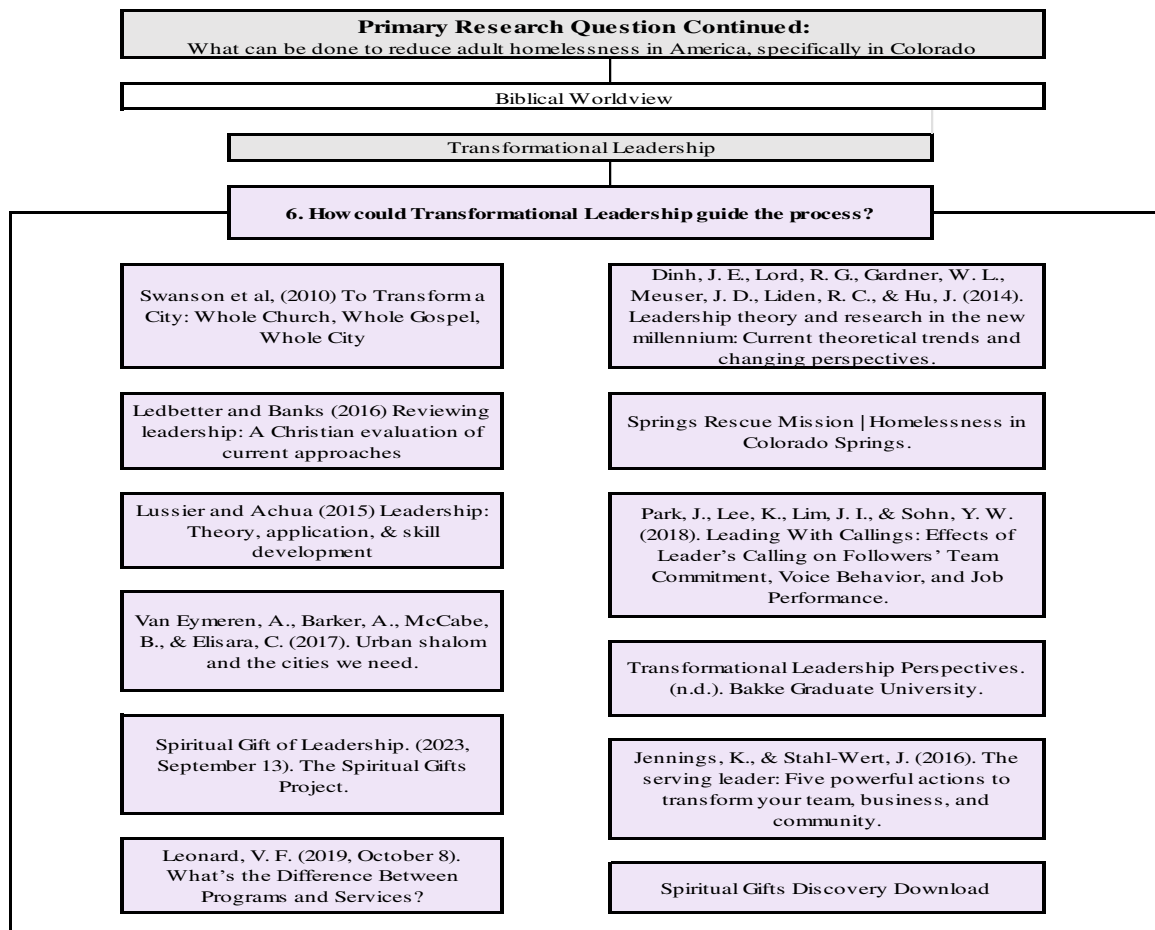 Primary Research Question Continued:
What can be done to reduce adult homelessness in America, specifically in Colorado
Biblical Worldview
Transformational Leadership
6. How could Transformational Leadership guide the process?
Swanson et al, (2010) To Transform a
City: Whole Church, Whole Gospel,
Whole City
Ledbetter and Banks (2016) Reviewing
leadership: A Christian evaluation of
current approaches
Lussier and Achua (2015) Leadership:
Theory, application, & skill
development
Van Eymeren, A., Barker, A., McCabe,
B., & Elisara, C. (2017). Urban shalom
and the cities we need.
Spiritual Gift of Leadership. (2023,
September 13). The Spiritual Gifts
Project.
Leonard, V. F. (2019, October 8).
What's the Difference Between
Programs and Services?
Dinh, J. E., Lord, R. G., Gardner, W. L.,
Meuser, J. D., Liden, R. C., & Hu, J. (2014).
Leadership theory and research in the new
millennium: Current theoretical trends and
changing perspectives.
Springs Rescue Mission | Homelessness in
Colorado Springs.
Park, J., Lee, K., Lim, J. I., & Sohn, Y. W.
(2018). Leading With Callings: Effects of
Leader's Calling on Followers' Team
Commitment, Voice Behavior, and Job
Performance.
Transformational Leadership Perspectives.
(n.d.). Bakke Graduate University.
Jennings, K., & Stahl-Wert, J. (2016). The
serving leader: Five powerful actions to
transform your team, business, and
community.
Spiritual Gifts Discovery Download